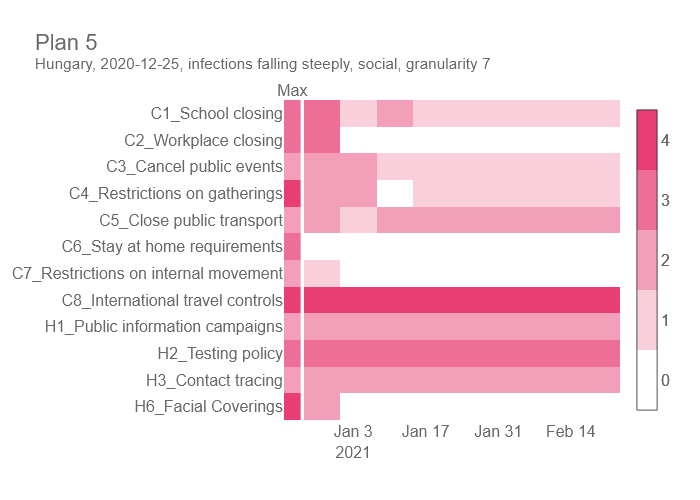 Plan 5
Hungary, 2020-12-25, infections falling steeply, social, granularity 7
Max
C1_School closing
C2_Workplace closing
C3_Cancel public events
C4_Restrictions on gatherings
C5_Close public transport
C6_Stay at home requirements
C7_Restrictions on internal movement
C8_International travel controls
H1_Public information campaigns
H2_Testing policy
H3_Contact tracing
H6_Facial Coverings
4
3
2
1
0
Jan 3 Jan 17 Jan 31 Feb 14
2021